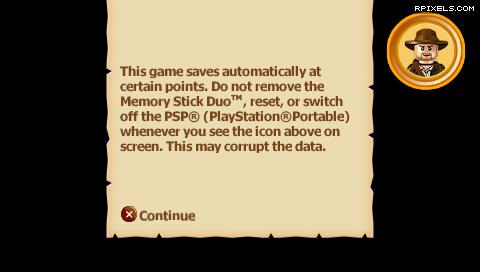 RPIXELS.COM
This game saves automatically at
certain points. Do not remove the
Memory Stick Duo™, reset, or switch
off the PSP® (PlayStation®Portable)
whenever you see the icon above on
screen. This may corrupt the data.
Continue